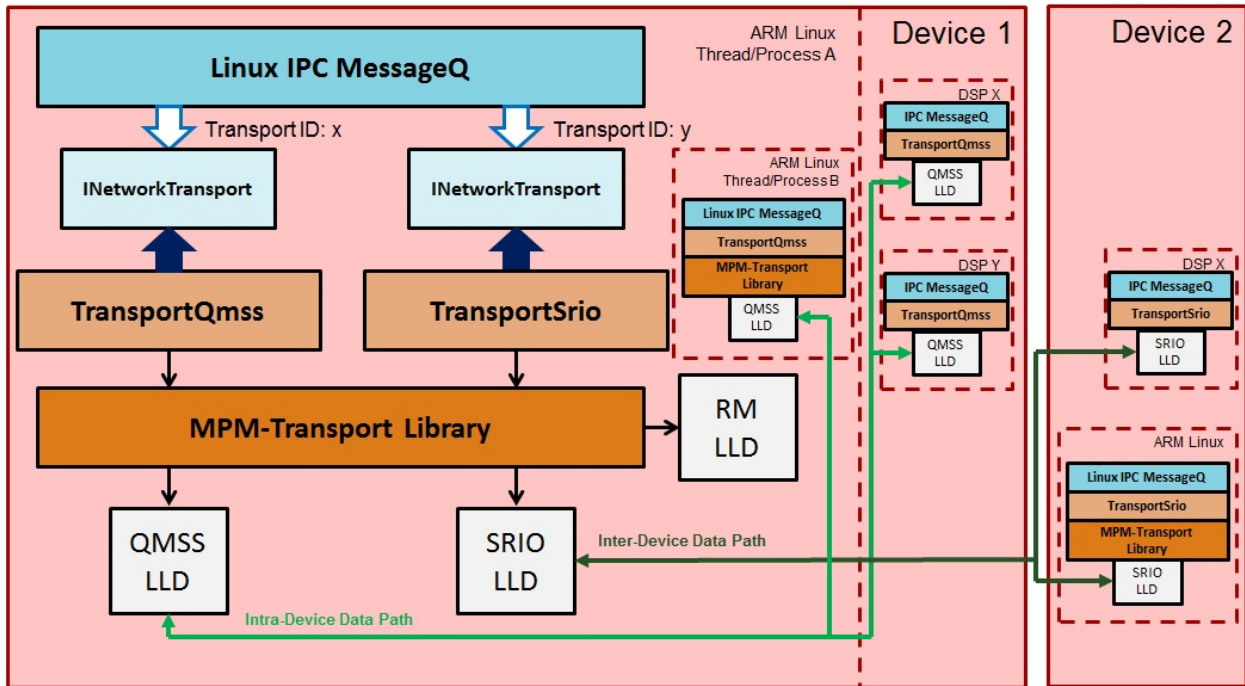 Linux IPC MessageQ
Transport ID: x
Transport ID: y
INetworkTransport
INetworkTransport
TransportQmss
TransportSrio
MPM-Transport Library
RM
LLD
QMSS
LLD
SRIO
LLD
Inter-Device Data Path
Intra-Device Data Path
ARM Linux
Thread/Process A
ARM Linux
Thread/Process B
Linux IPC MessageQ
TransportQmss
MPM-Transport
Library
QMSS
LLD
Device 1
DSP X
IPC MessageQ
TransportQmss
QMSS
LLD
DSP Y
IPC MessageQ
TransportQmss
QMSS
LLD
Device 2
DSP X
IPC MessageQ
TransportSrio
SRIO
LLD
ARM Linux
Linux IPC MessageQ
TransportSrio
MPM-Transport
Library
SRIO
LLD